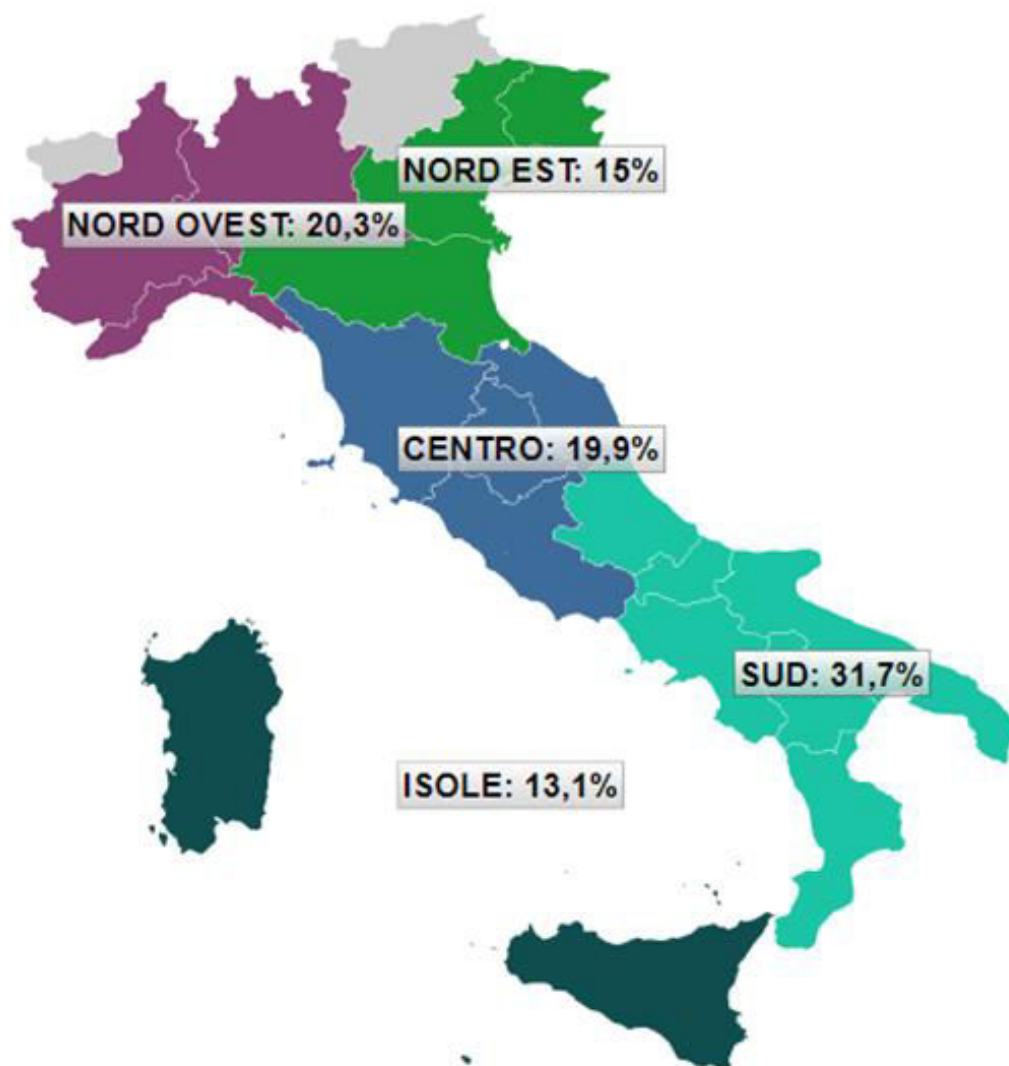 NORD EST: 15%
NORD OVEST: 20,3%
CENTRO: 19,9%
SUD: 31,7%
ISOLE: 13,1%